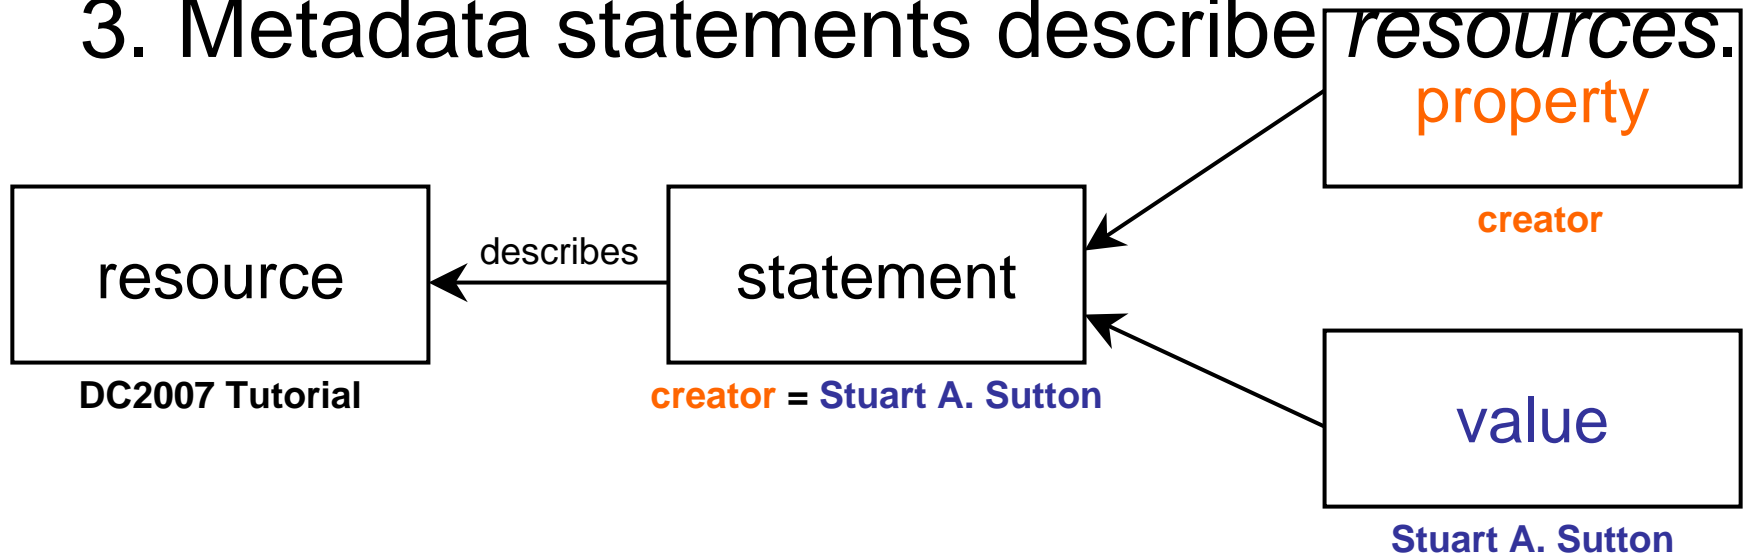 3. Metadata statements describe resources.
property
creator
describes
resource
statement
DC2007 Tutorial
creator = Stuart A. Sutton
value
Stuart A. Sutton